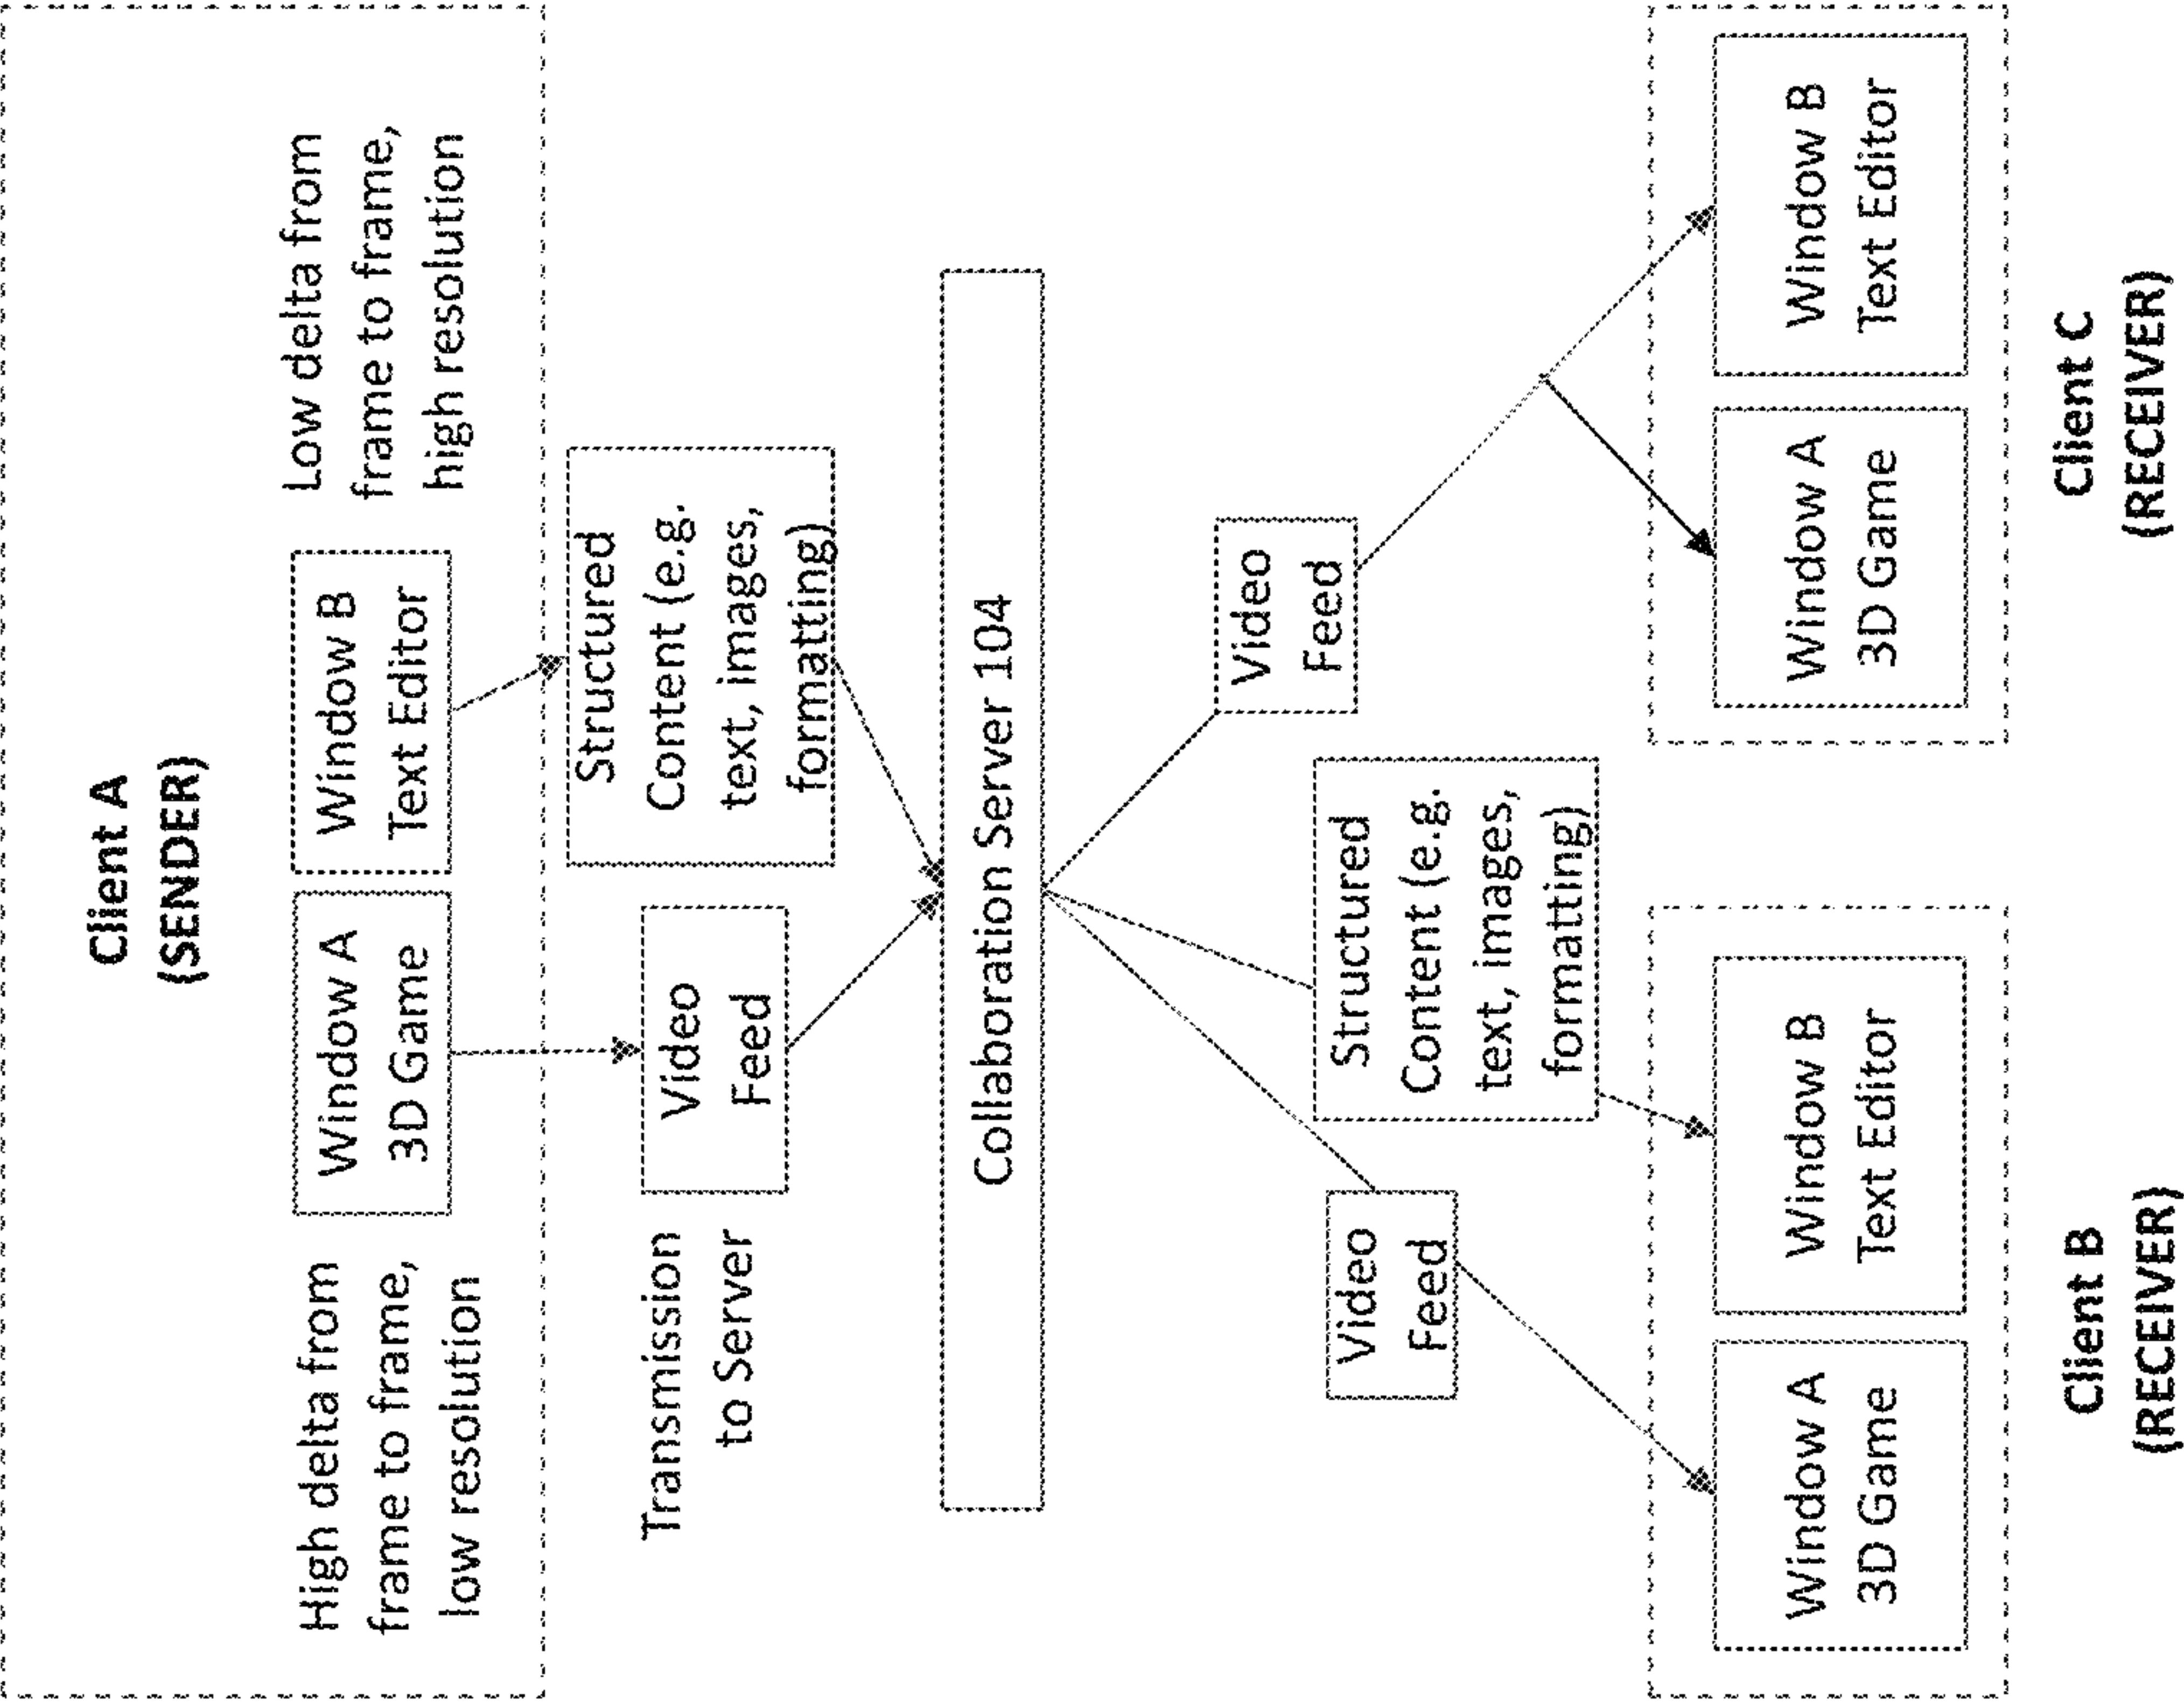 Client A
(SENDER)
High delta from
frame to frame,
low resolution
Window A
3D Game
Window B
Text Editor
Low delta from
frame to frame,
high resolution
Transmission
to Server
Video
Feed
Structured
Content (e.g.
text, images,
formatting)
Collaboration Server 104
Video
Feed
Structured
Content (e.g.
text, images,
formatting)
Video
Feed
Window A
3D Game
Window B
Text Editor
Window A
3D Game
Window B
Text Editor
Client B
(RECEIVER)
Client C
(RECEIVER)